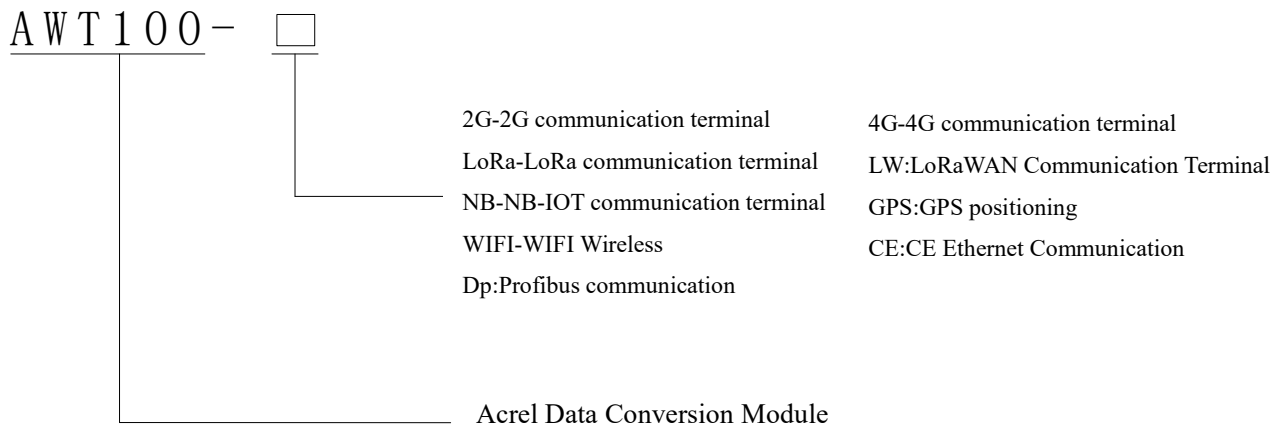 AWT100- □
2G-2G communication terminal
LoRa-LoRa communication terminal
NB-NB-IOT communication terminal
WIFI-WIFI Wireless
Dp:Profibus communication
4G-4G communication terminal
LW:LoRaWAN Communication Terminal
GPS:GPS positioning
CE:CE Ethernet Communication
Acrel Data Conversion Module